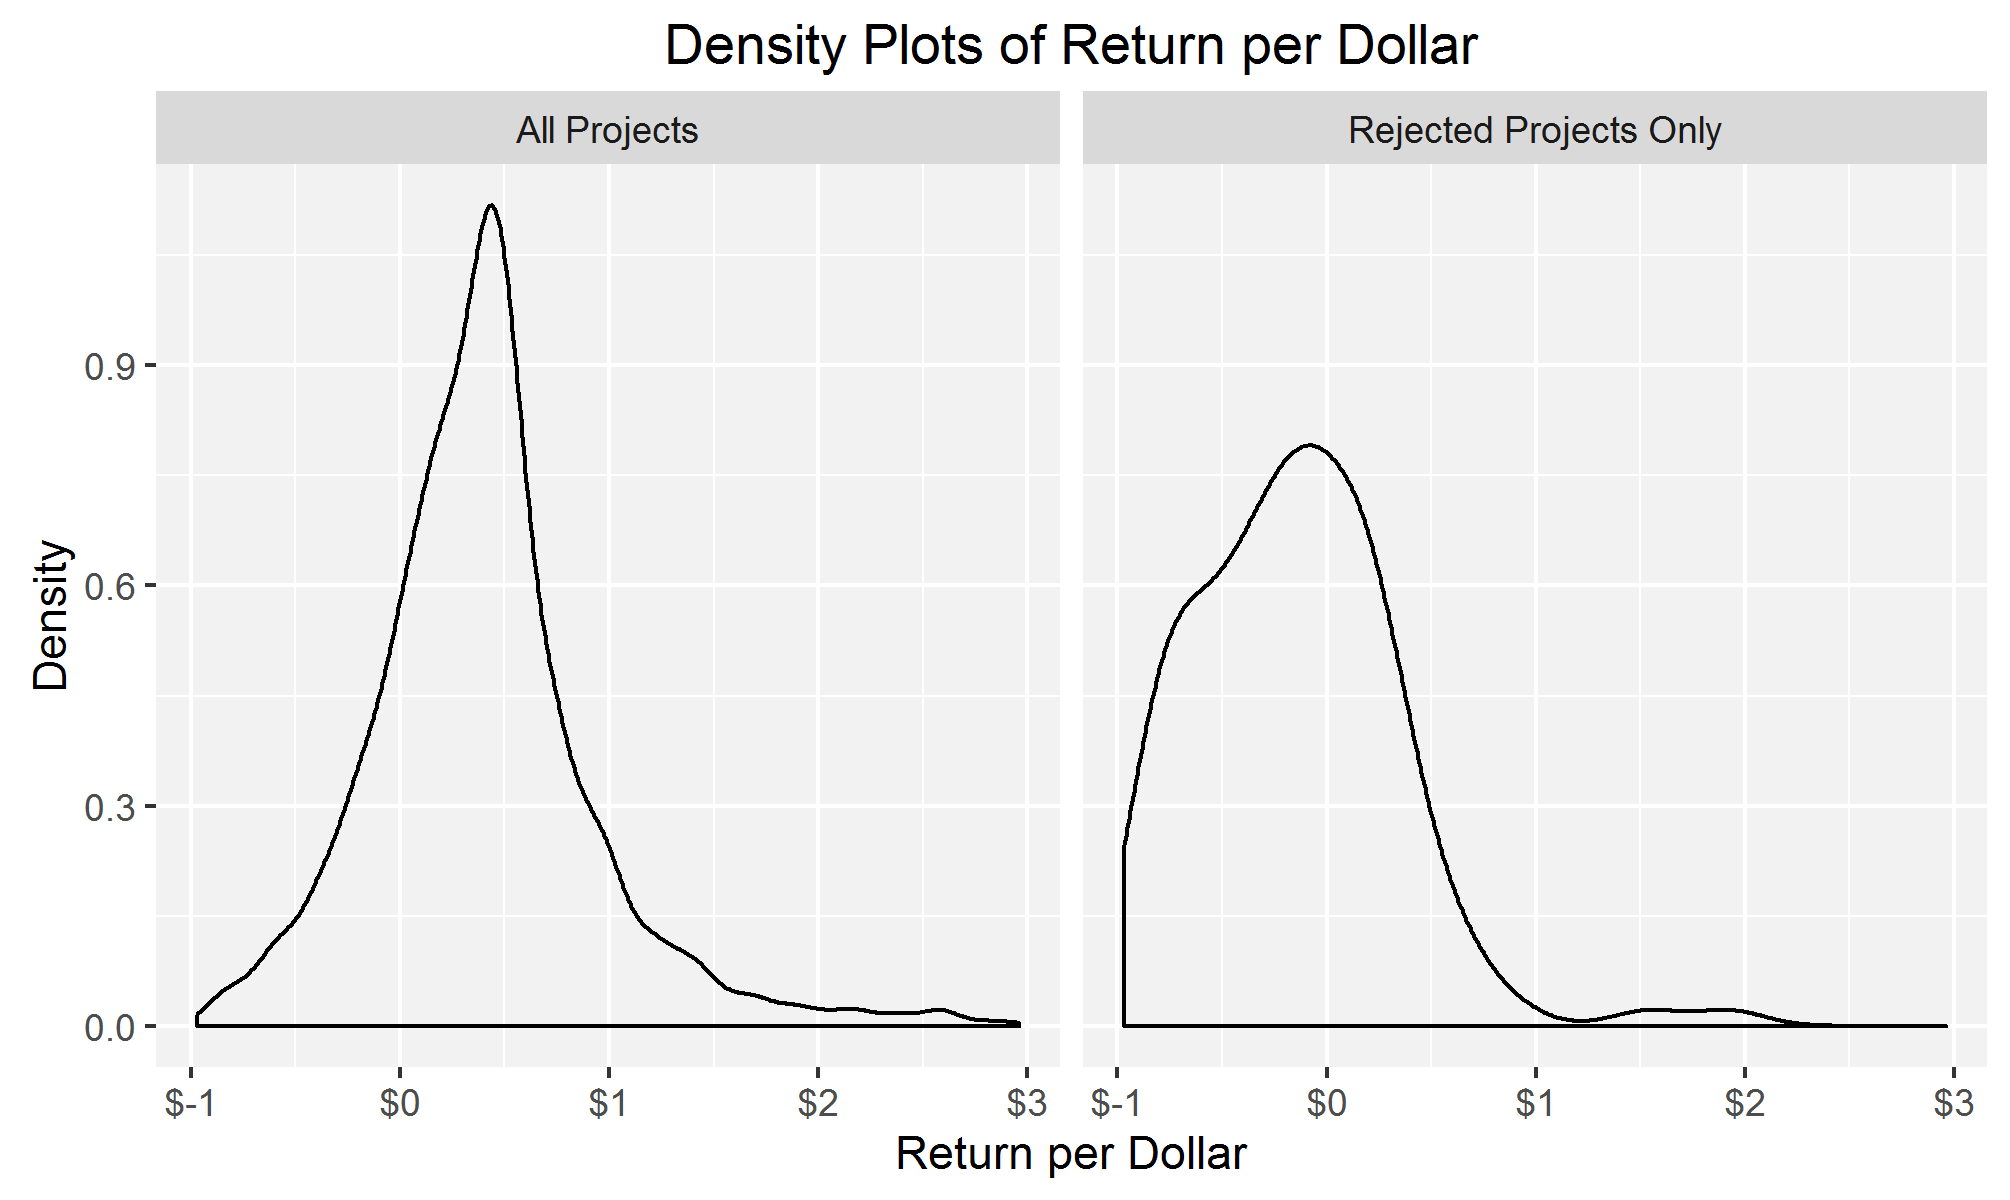 Density Plots of Return per Dollar
All Projects
Rejected Projects Only
Density
0.9
0.6
0.3
0.0
$-1 $0 $1 $2 $3
$-1 $0 $1 $2 $3
Return per Dollar